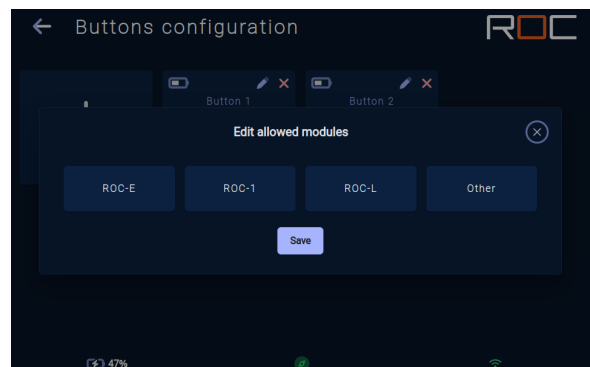 Buttons configuration
ROC
Button 1
Button 2
Edit allowed modules
ROC-E
ROC-1
ROC-L
Other
Save
47%